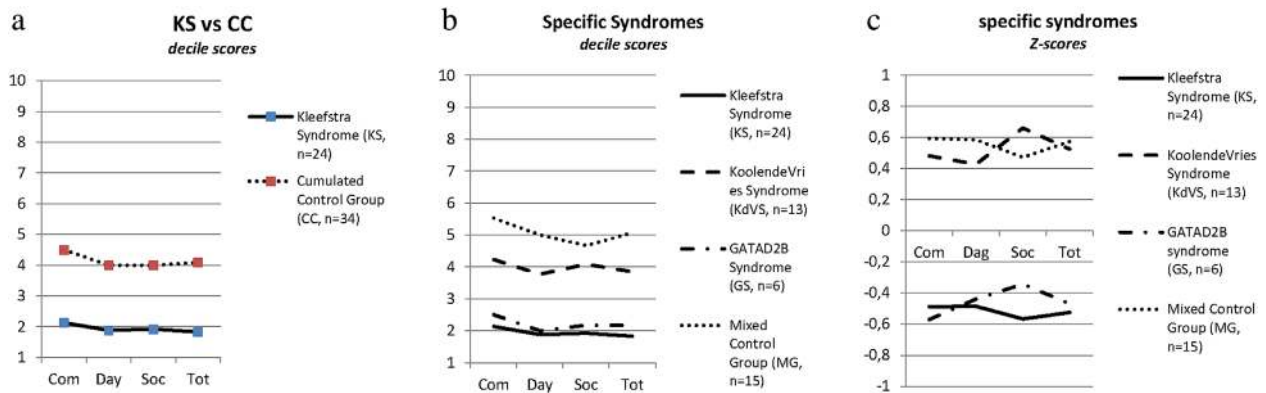 a
KS vs CC
decile scores
10
9
8
7
6
5
4
3
2
1
Com Day Soc Tot
Kleefstra
Syndrome (KS,
n=24)
Cumulated
Control Group
(CC, n=34)
b
Specific Syndromes
decile scores
10
9
8
7
6
5
4
3
2
1
Com Day Soc Tot
Kleefstra
Syndrome
(KS, n=24)
KoolendeVri
es Syndrome
(KdVS, n=13)
GATAD2B
Syndrome
(GS, n=6)
Mixed
Control
Group (MG,
n=15)
c
specific syndromes
Z-scores
1
0,8
0,6
0,4
0,2
0
-0,2
-0,4
-0,6
-0,8
-1
Com Dag Soc Tot
Kleefstra
Syndrome (KS,
n=24)
KoolendeVries
Syndrome
(KdVS, n=13)
GATAD2B
syndrome
(GS, n=6)
Mixed Control
Group (MG,
n=15)